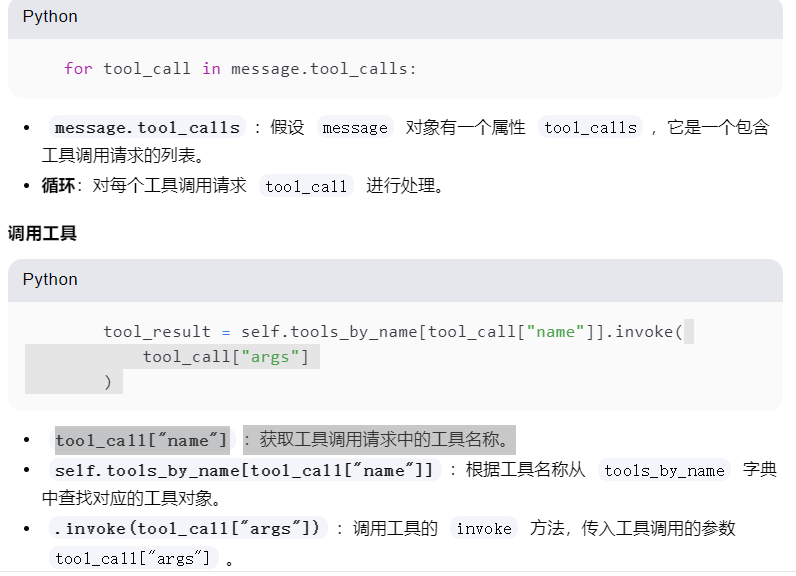 Python
for tool_call in message.tool_calls:
• message.tool_calls : 假设 message 对象有一个属性 tool_calls ，它是一个包含
工具调用请求的列表。
• 循环：对每个工具调用请求 tool_call 进行处理。
调用工具
Python
tool_result = self.tools_by_name[tool_call["name"]].invoke(
tool_call["args"]
)
• tool_call["name"] ：获取工具调用请求中的工具名称。
• self.tools_by_name[tool_call["name"]] ：根据工具名称从 tools_by_name 字典
中查找对应的工具对象。
• .invoke(tool_call["args"]) ：调用工具的 invoke 方法，传入工具调用的参数
tool_call["args"] 。